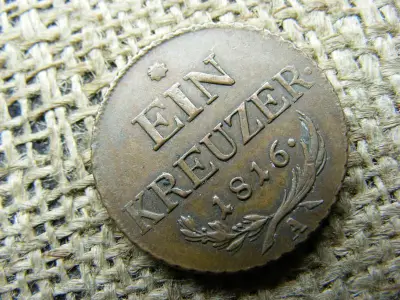 EIN
KREUZER.
1816.
A